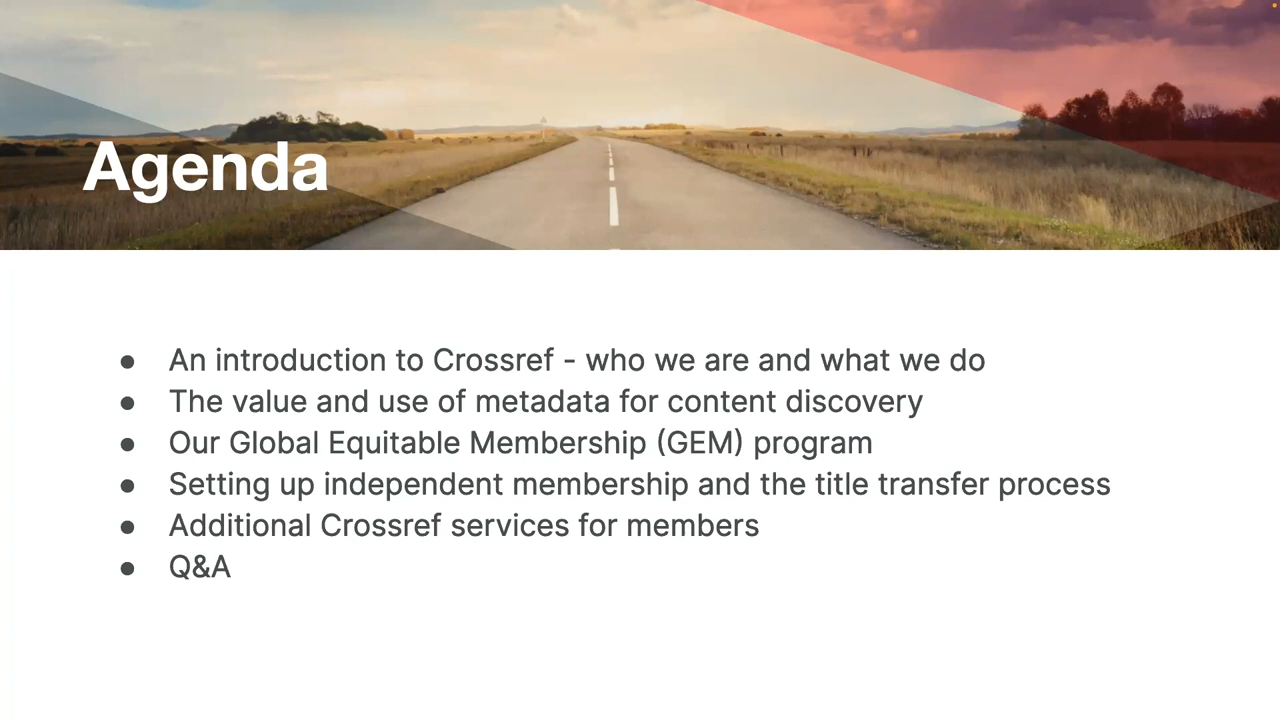 Agenda
● An introduction to Crossref - who we are and what we do
● The value and use of metadata for content discovery
● Our Global Equitable Membership (GEM) program
● Setting up independent membership and the title transfer process
● Additional Crossref services for members
● Q&A